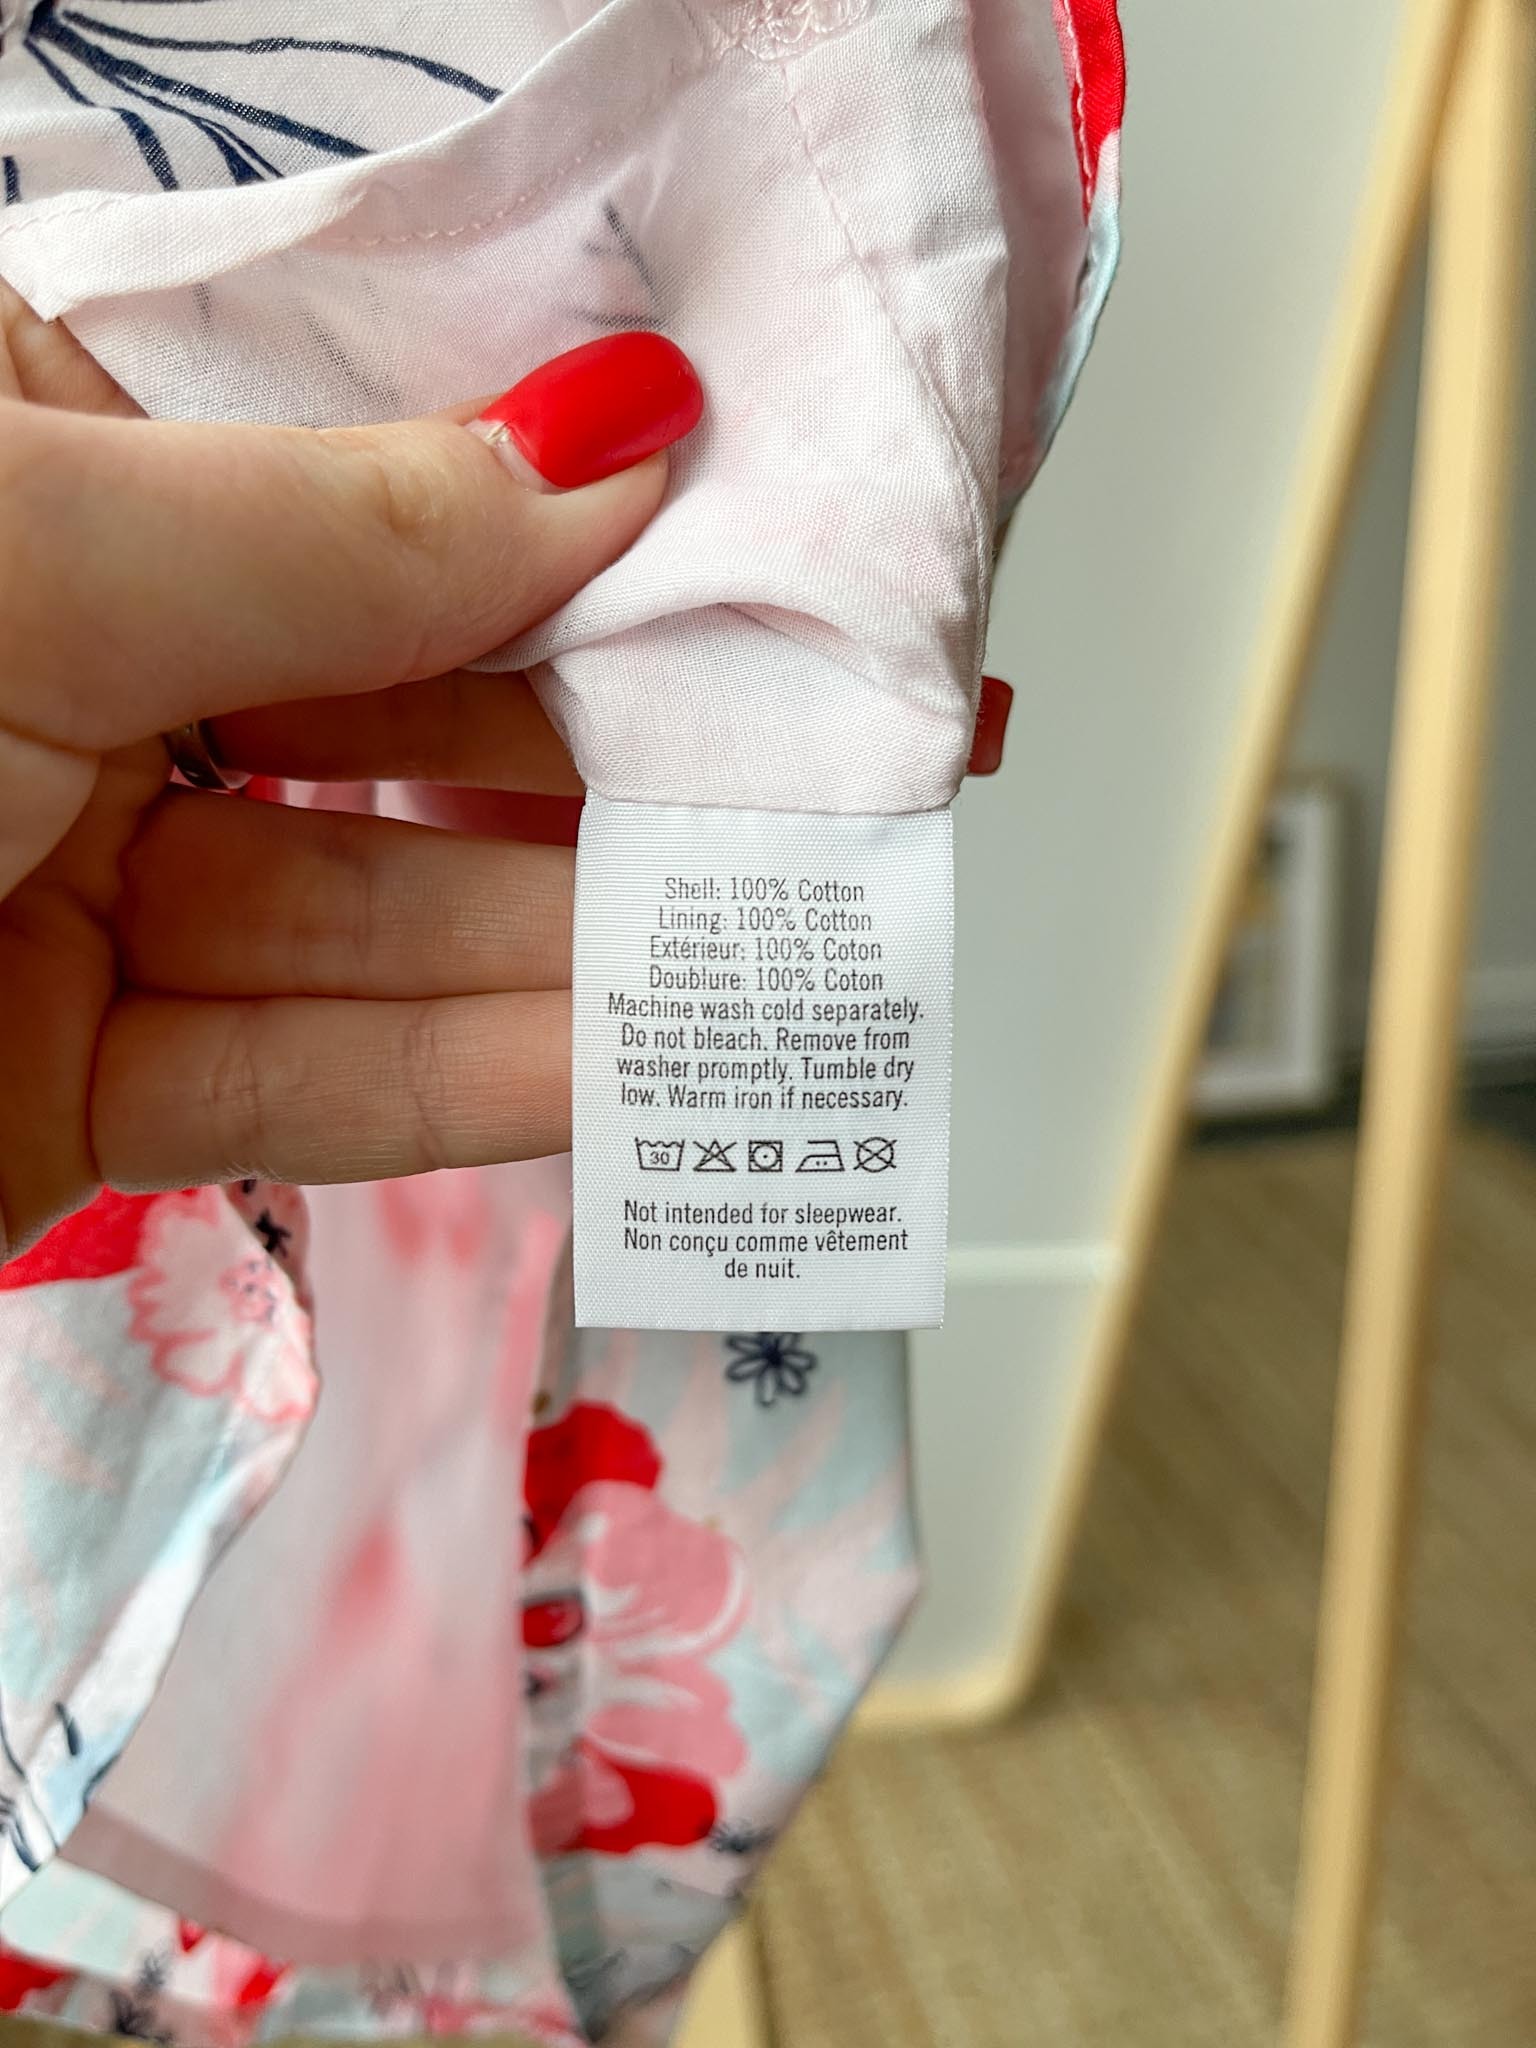 Shell: 100% Cotton
Lining: 100% Cotton
Extérieur: 100% Coton
Doublure: 100% Coton
Machine wash cold separately.
Do not bleach. Remove from
washer promptly. Tumble dry
low. Warm iron if necessary.
30
Not intended for sleepwear.
Non conçu comme vêtement
de nuit.